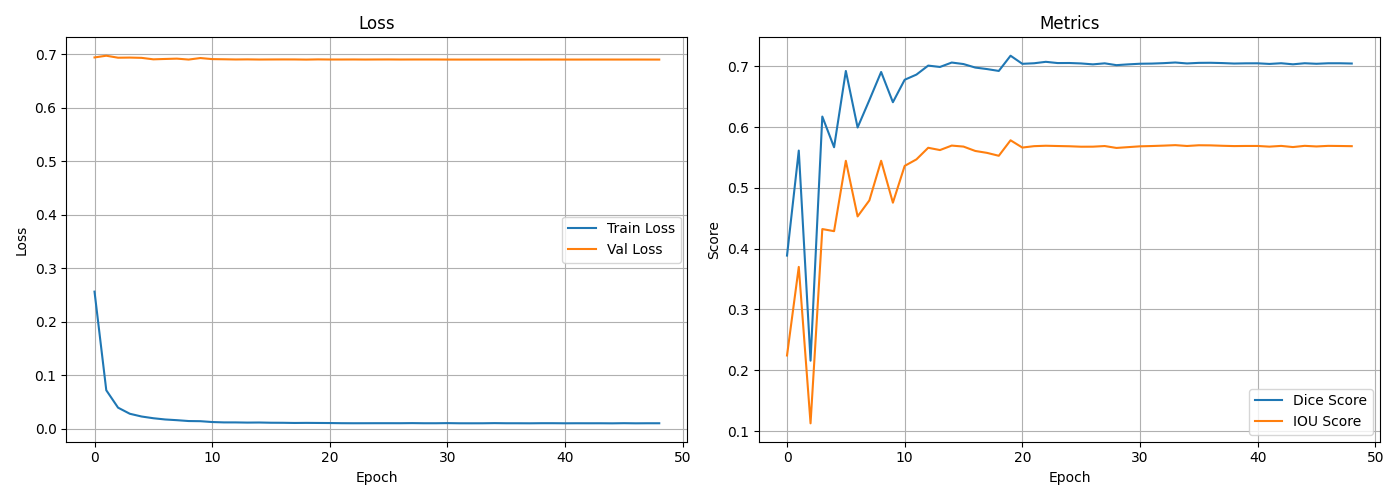 Loss
0.7
0.6
0.5
0.4
0.3
0.2
0.1
0.0
Loss
Train Loss
Val Loss
0 10 20 30 40 50
Epoch
Metrics
0.7
0.6
0.5
0.4
0.3
0.2
0.1
Score
Dice Score
IOU Score
0 10 20 30 40 50
Epoch